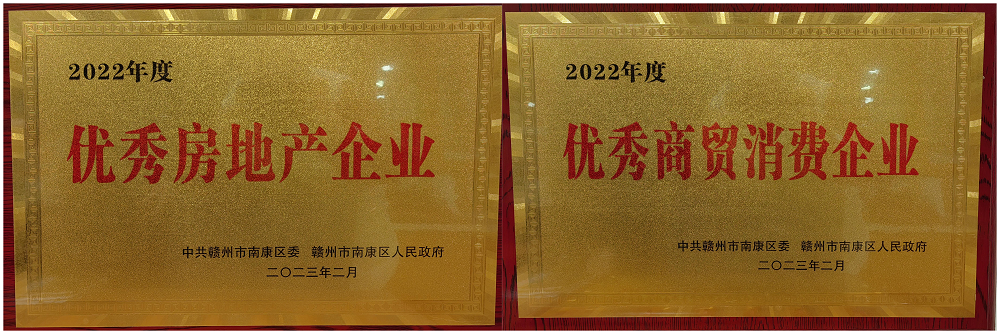 2022年度
优秀房地产企业
中共赣州市南康区委 赣州市南康区人民政府
二〇二三年二月
2022年度
优秀商贸消费企业
中共赣州市南康区委 赣州市南康区人民政府
二〇二三年二月